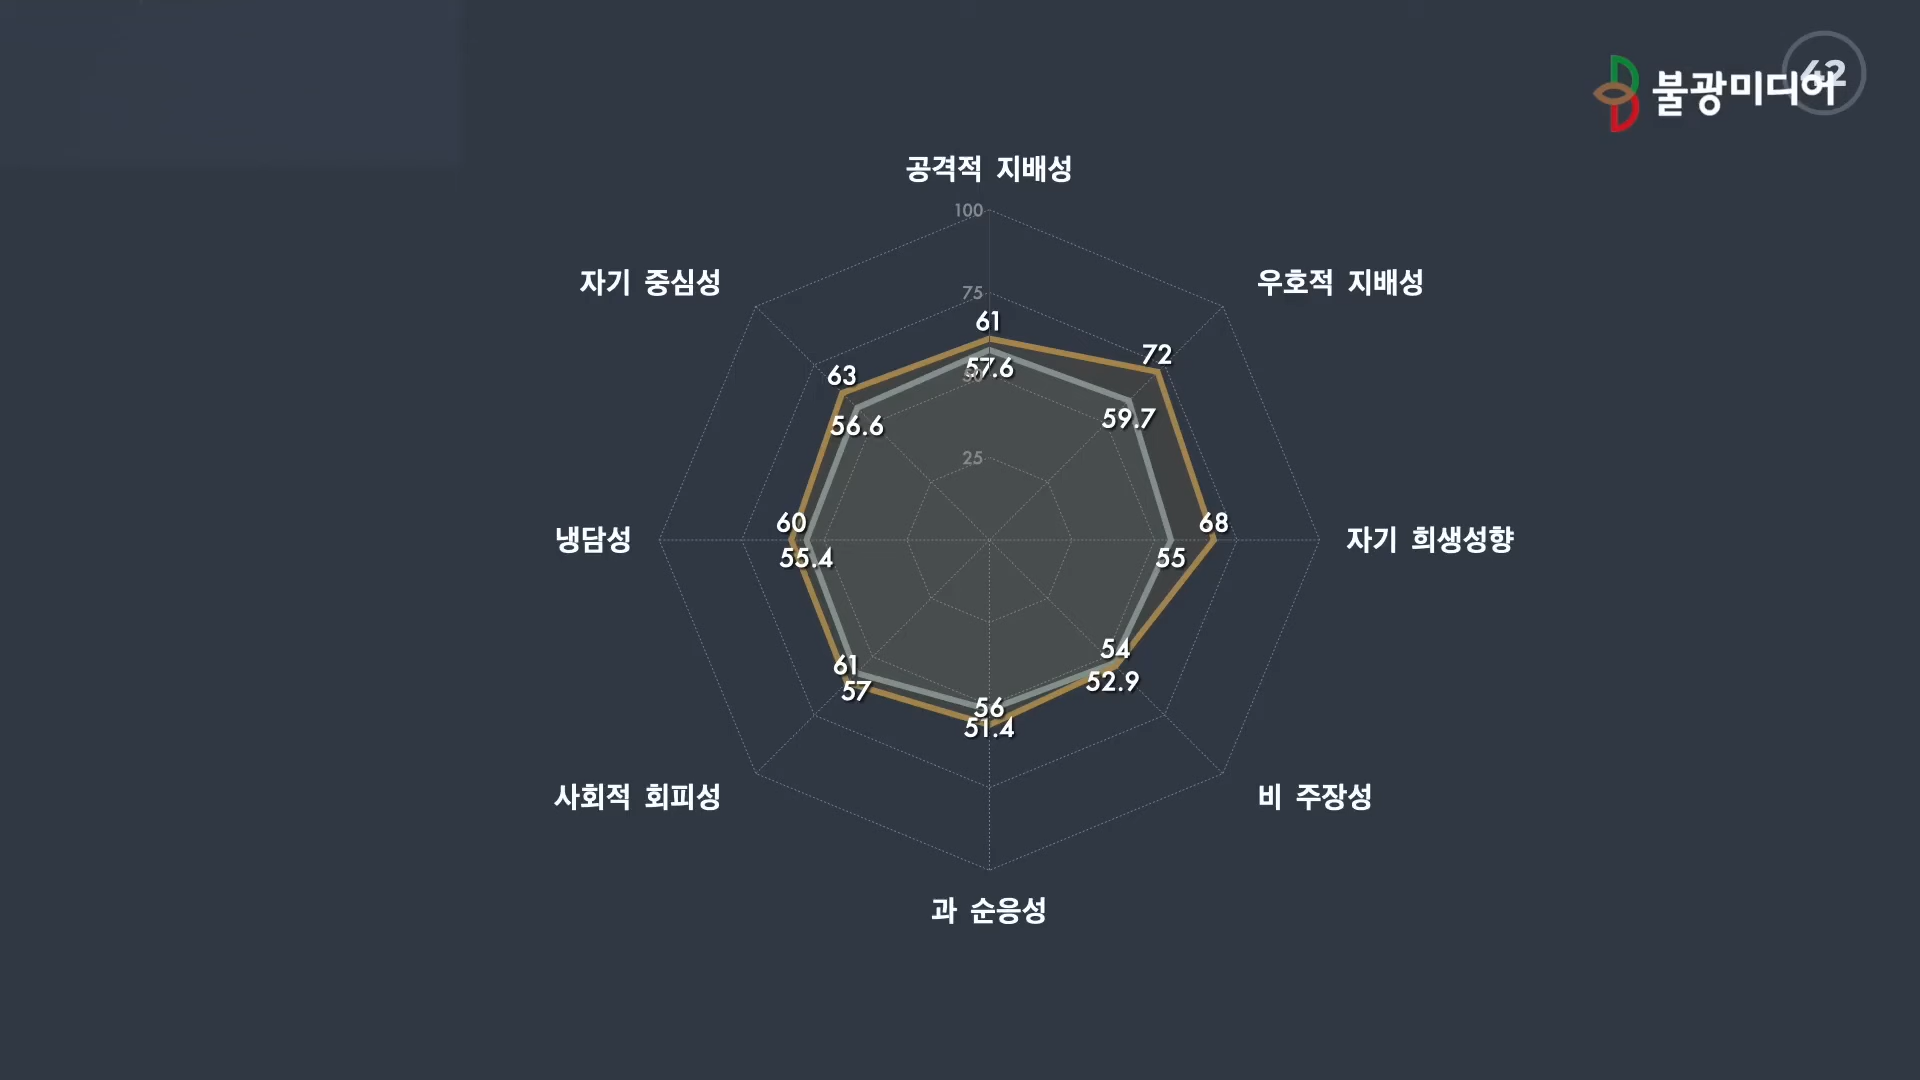 42
불광미디어
공격적 지배성
100
자기 중심성
우호적 지배성
75
61
72
57.6
50
63
59.7
56.6
25
냉담성
60
68
자기 희생성향
55.4
55
54
61
52.9
57
56
51.4
사회적 회피성
비 주장성
과 순응성